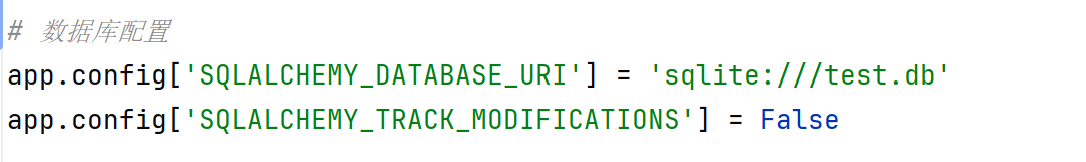 # 数据库配置
app.config['SQLALCHEMY_DATABASE_URI'] = 'sqlite:///test.db'
app.config['SQLALCHEMY_TRACK_MODIFICATIONS'] = False